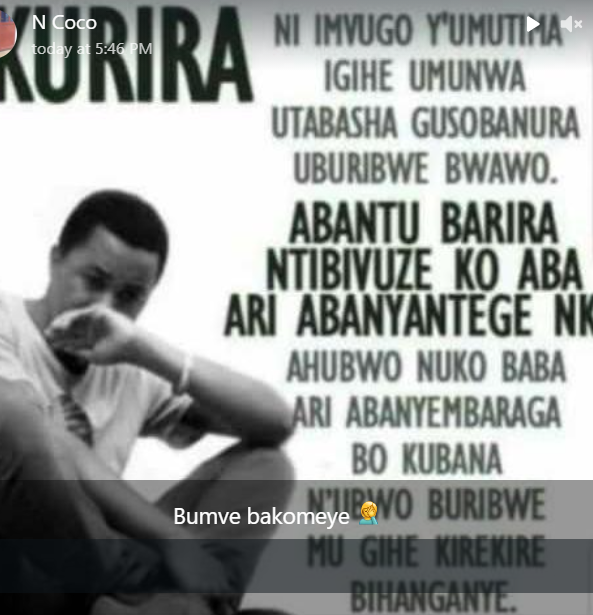 N Coco
today at 5:46 PM
KURIRA
NI IMVUGO Y'UMUTIMA
IGIHE UMUNWA
UTABASHA GUSOBANURA
UBURIBWE BWAWO.
ABANTU BARIRA
NTIBIVUZE KO ABA
ARI ABANYANTEGE NK
AHUBWO NUKO BABA
ARI ABANYEMBARAGA
BO KUBANA
N'UBWO BURIBWE
MU GIHE KIREKIRE
BIHANGANYE.
Bumve bakomeye 🤦